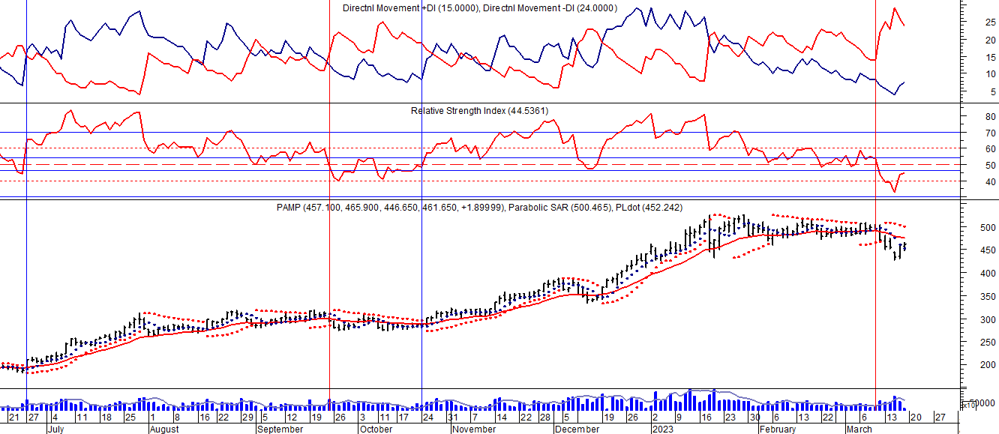 Directnl Movement +DI (15.0000), Directnl Movement -DI (24.0000)
25
20
15
10
5
Relative Strength Index (44.5361)
80
70
60
50
40
PAMP (457.100, 465.900, 446.650, 461.650, +1.89999), Parabolic SAR (500.465), PLdot (452.242)
500
450
400
350
300
250
200
x10
21 27 4 11 18 25 1 8 16 22 29 5 12 19 26 3 11 17 24 31 7 14 22 28 5 19 26 2 9 16 23 30 6 13 22 6 13 20 27
July August September October November December 2023 February March